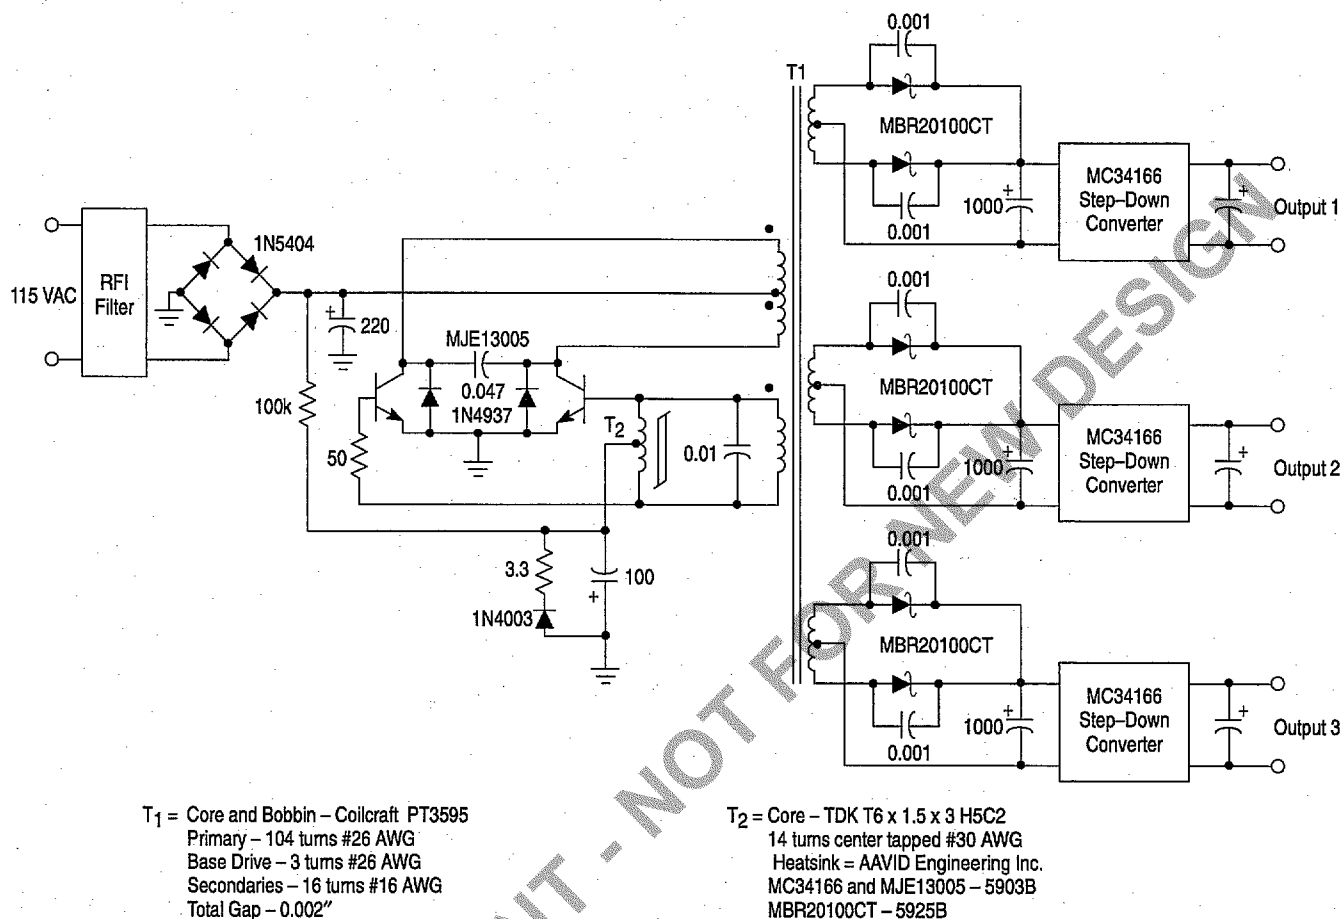 0.001
T1
MBR20100CT
0.001
1000
+
MC34166
Step–Down
Converter
+
Output 1
1N5404
115 VAC
RFI
Filter
+
220
MJE13005
0.047
1N4937
100k
50
T2
0.01
3.3
100
+
1N4003
0.001
MBR20100CT
0.001
1000
+
MC34166
Step–Down
Converter
+
Output 2
0.001
MBR20100CT
0.001
1000
+
MC34166
Step–Down
Converter
+
Output 3
NOT FOR NEW DESIGN
T1 = Core and Bobbin – Coilcraft PT3595
Primary – 104 turns #26 AWG
Base Drive – 3 turns #26 AWG
Secondaries – 16 turns #16 AWG
Total Gap – 0.002″
T2 = Core – TDK T6 x 1.5 x 3 H5C2
14 turns center tapped #30 AWG
Heatsink = AAVID Engineering Inc.
MC34166 and MJE13005 – 5903B
MBR20100CT – 5925B